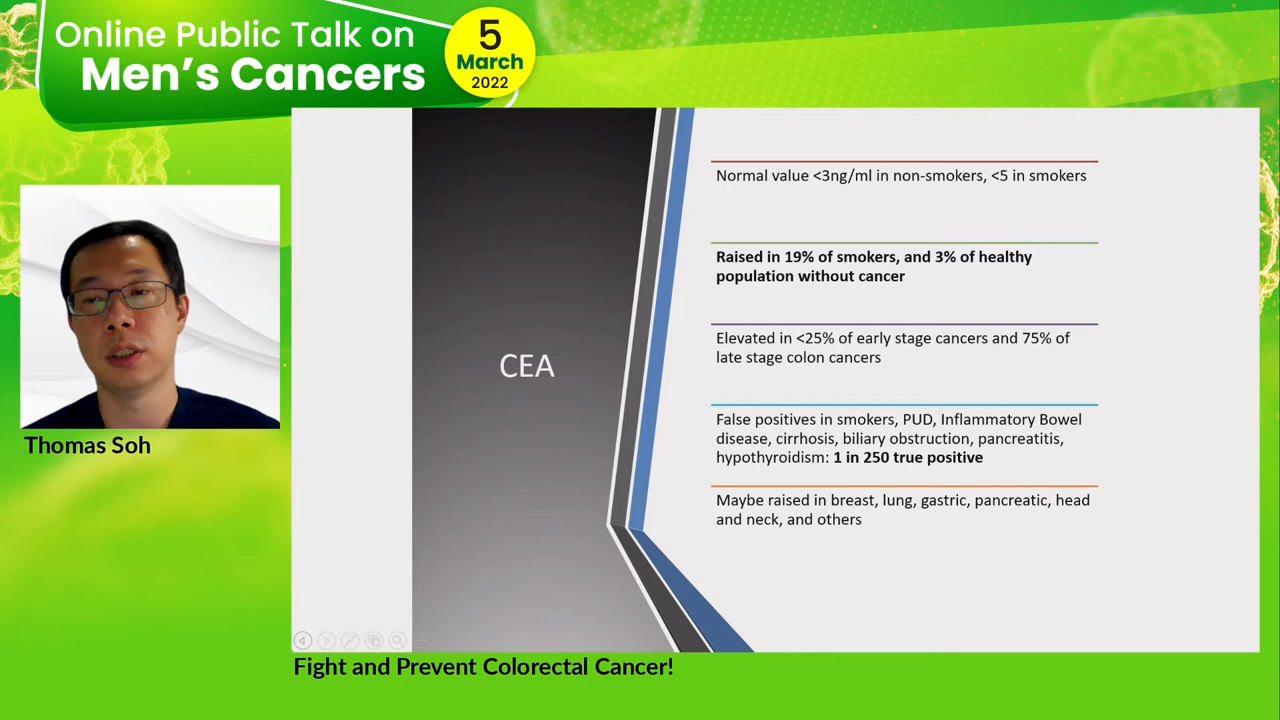 Online Public Talk on
Men's Cancers
5
March
2022
Thomas Soh
CEA
Normal value <3ng/ml in non-smokers, <5 in smokers
Raised in 19% of smokers, and 3% of healthy
population without cancer
Elevated in <25% of early stage cancers and 75% of
late stage colon cancers
False positives in smokers, PUD, Inflammatory Bowel
disease, cirrhosis, biliary obstruction, pancreatitis,
hypothyroidism: 1 in 250 true positive
Maybe raised in breast, lung, gastric, pancreatic, head
and neck, and others
Fight and Prevent Colorectal Cancer!